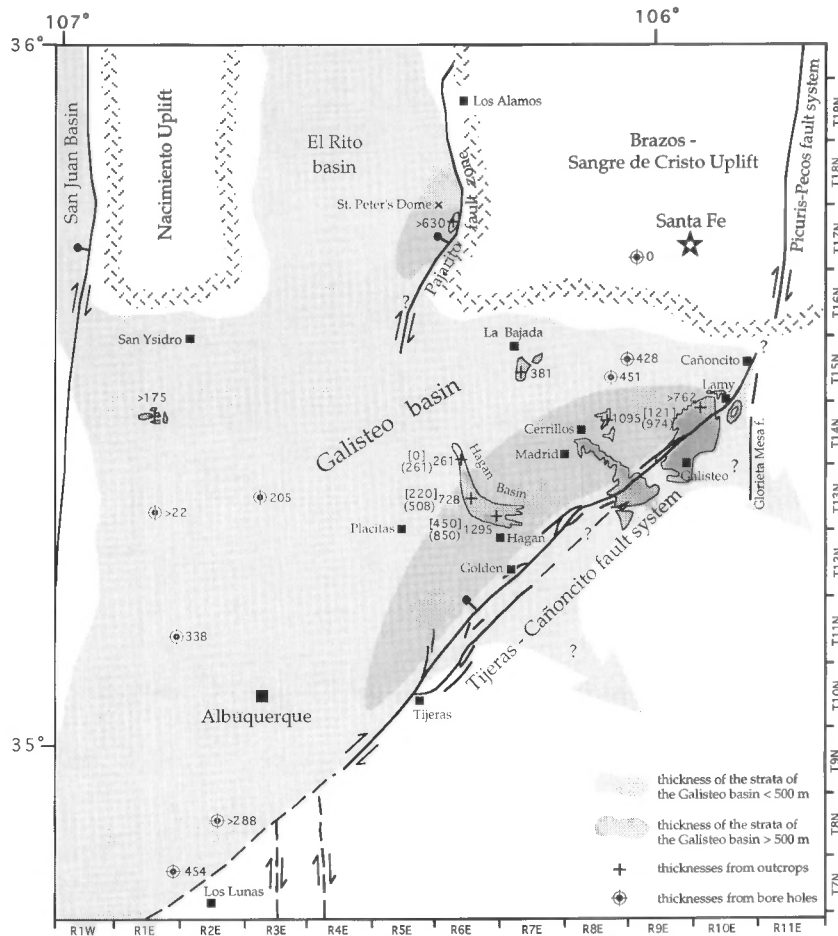 107°
106°
36°
San Juan Basin
Nacimiento Uplift
El Rito
basin
Los Alamos
Brazos -
Sangre de Cristo Uplift
Picuris-Pecos fault system
St. Peter's Dome
>630
Pajarito fault zone
Santa Fe
0
?
San Ysidro
La Bajada
428
Cañoncito
?
381
451
>175
Galisteo basin
>762
Lamy
Cerrillos
1095
[121]
(974)
[0]
(261)
261
Hagan
Basin
Madrid
Galisteo
?
Glorieta Mesa f.
[220]
(508)
728
205
>22
[450]
(850)
1295
Placitas
Hagan
?
Golden
Tijeras - Cañoncito fault system
338
?
Albuquerque
Tijeras
35°
>288
454
Los Lunas
thickness of the strata of
the Galisteo basin < 500 m
thickness of the strata of
the Galisteo basin > 500 m
thicknesses from outcrops
thicknesses from bore holes
T19N
T18N
T17N
T16N
T15N
T14N
T13N
T12N
T11N
T10N
T9N
T8N
T7N
R1W R1E R2E R3E R4E R5E R6E R7E R8E R9E R10E R11E